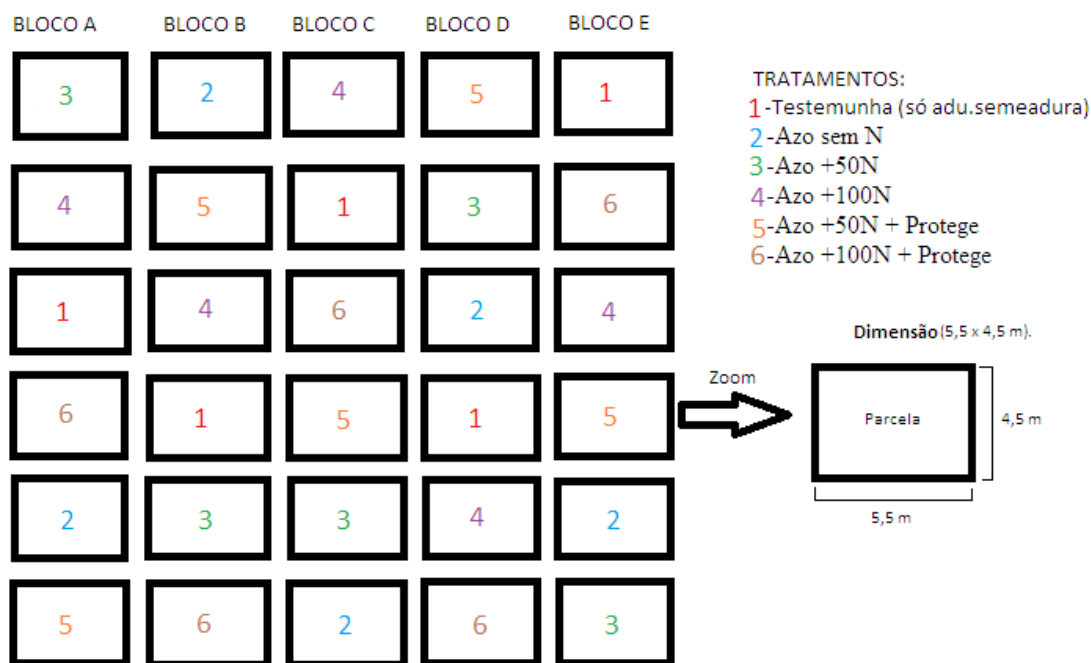 BLOCO A BLOCO B BLOCO C BLOCO D BLOCO E
3 2 4 5 1
4 5 1 3 6
1 4 6 2 4
6 1 5 1 5
2 3 3 4 2
5 6 2 6 3
TRATAMENTOS:
1-Testemunha (só adu.semeadura)
2-Azo sem N
3-Azo +50N
4-Azo +100N
5-Azo +50N + Protege
6-Azo +100N + Protege
Dimensão (5,5 x 4,5 m).
Zoom
Parcela
4,5 m
5,5 m